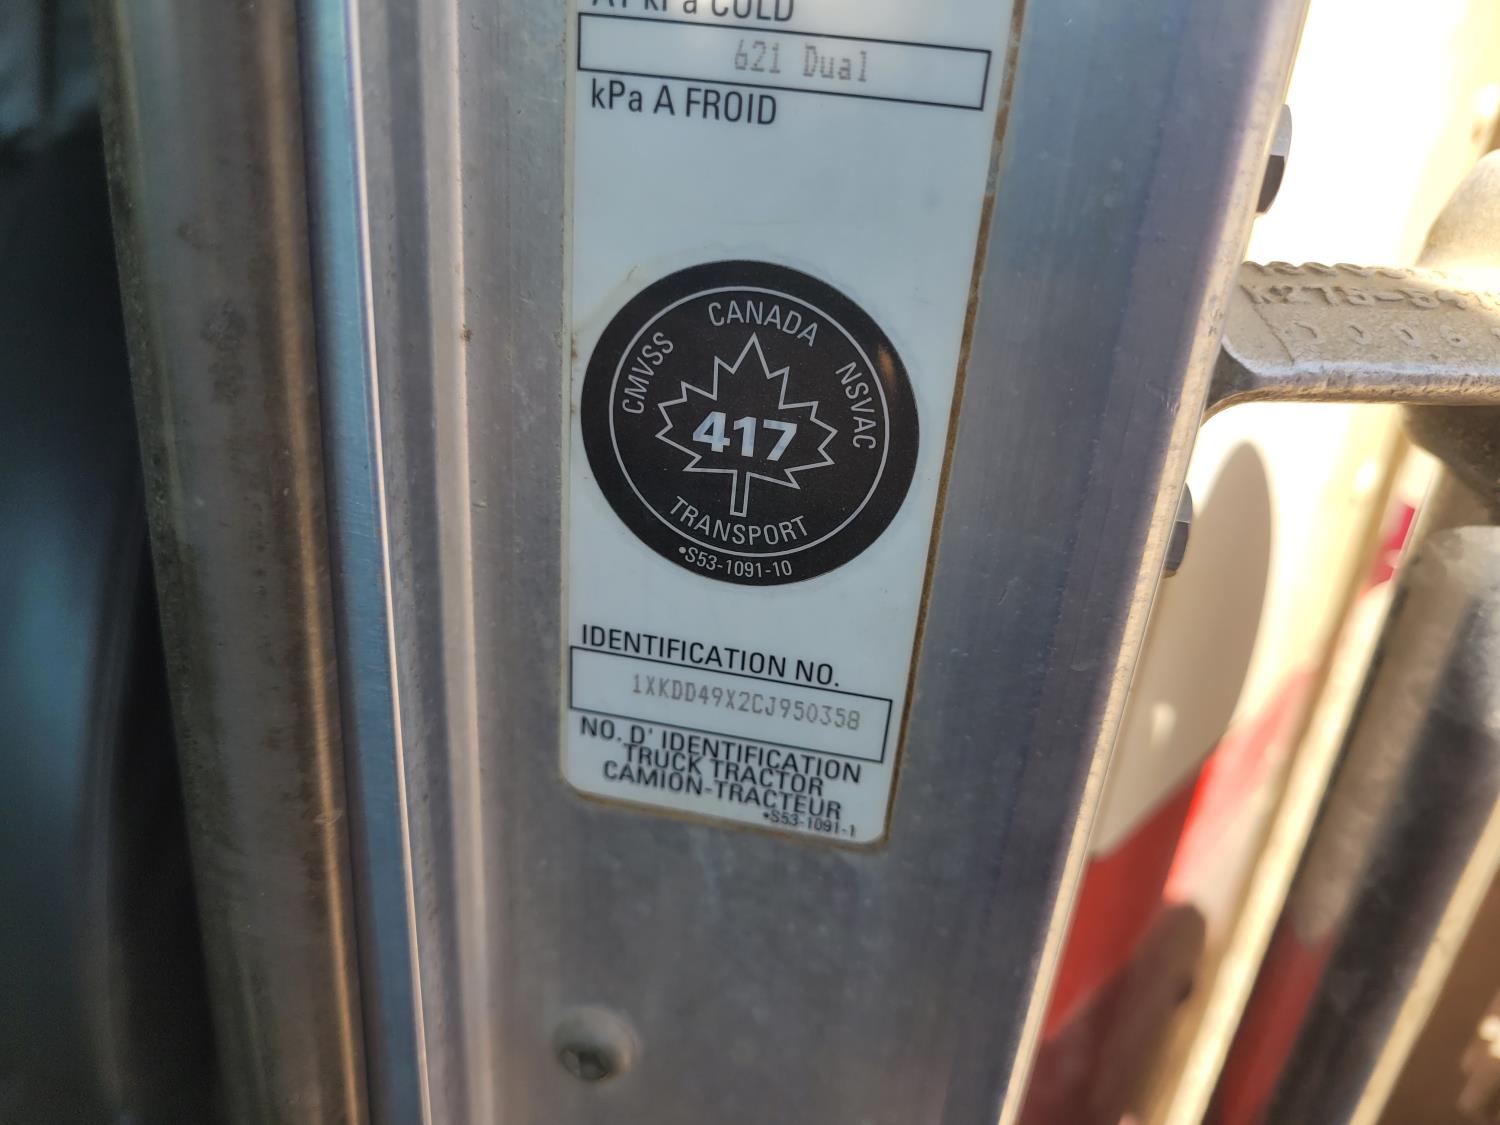 AT kPa COLD
621 Dual
kPa A FROID
CANADA
CMVSS
NSVAC
417
TRANSPORT
•S53-1091-10
IDENTIFICATION NO.
1XKDD49X2CJ950358
NO. D' IDENTIFICATION
TRUCK TRACTOR
CAMION-TRACTEUR
•S53-1091-1